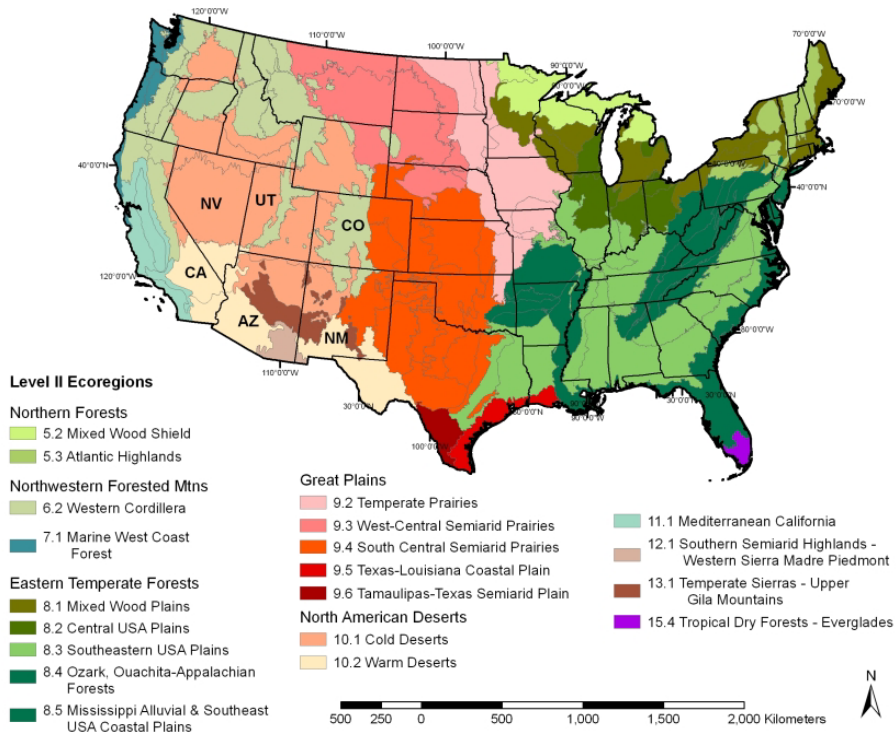 120°0'0"W
110°0'0"W
100°0'0"W
90°0'0"W
70°0'0"W
70°0'0"W
40°0'0"N
40°0'0"N
NV
UT
CO
CA
AZ
NM
120°0'0"W
110°0'0"W
30°0'0"N
100°0'0"W
30°0'0"N
Level II Ecoregions
Northern Forests
5.2 Mixed Wood Shield
5.3 Atlantic Highlands
Northwestern Forested Mtns
6.2 Western Cordillera
7.1 Marine West Coast
Forest
Eastern Temperate Forests
8.1 Mixed Wood Plains
8.2 Central USA Plains
8.3 Southeastern USA Plains
8.4 Ozark, Ouachita-Appalachian
Forests
8.5 Mississippi Alluvial & Southeast
USA Coastal Plains
Great Plains
9.2 Temperate Prairies
9.3 West-Central Semiarid Prairies
9.4 South Central Semiarid Prairies
9.5 Texas-Louisiana Coastal Plain
9.6 Tamaulipas-Texas Semiarid Plain
North American Deserts
10.1 Cold Deserts
10.2 Warm Deserts
11.1 Mediterranean California
12.1 Southern Semiarid Highlands -
Western Sierra Madre Piedmont
13.1 Temperate Sierras - Upper
Gila Mountains
15.4 Tropical Dry Forests - Everglades
N
500 250 0 500 1,000 1,500 2,000 Kilometers